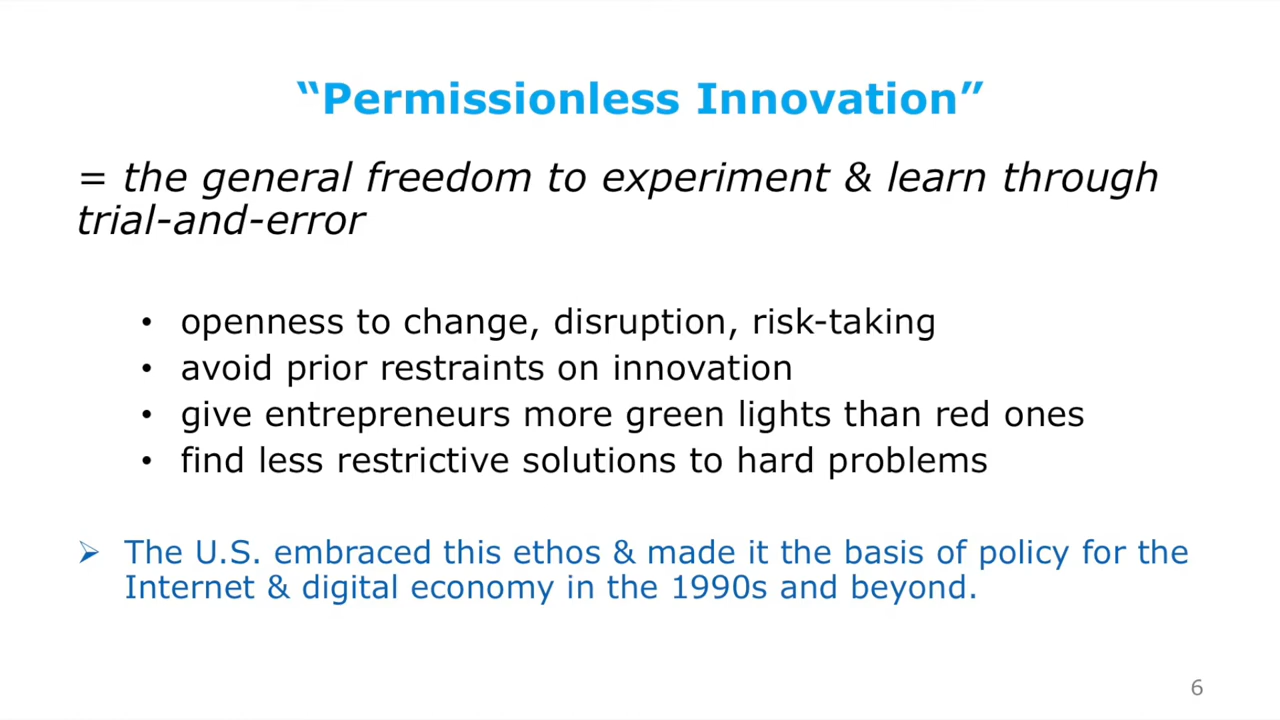 “Permissionless Innovation”
= the general freedom to experiment & learn through
trial-and-error
• openness to change, disruption, risk-taking
• avoid prior restraints on innovation
• give entrepreneurs more green lights than red ones
• find less restrictive solutions to hard problems
➢ The U.S. embraced this ethos & made it the basis of policy for the
Internet & digital economy in the 1990s and beyond.
6